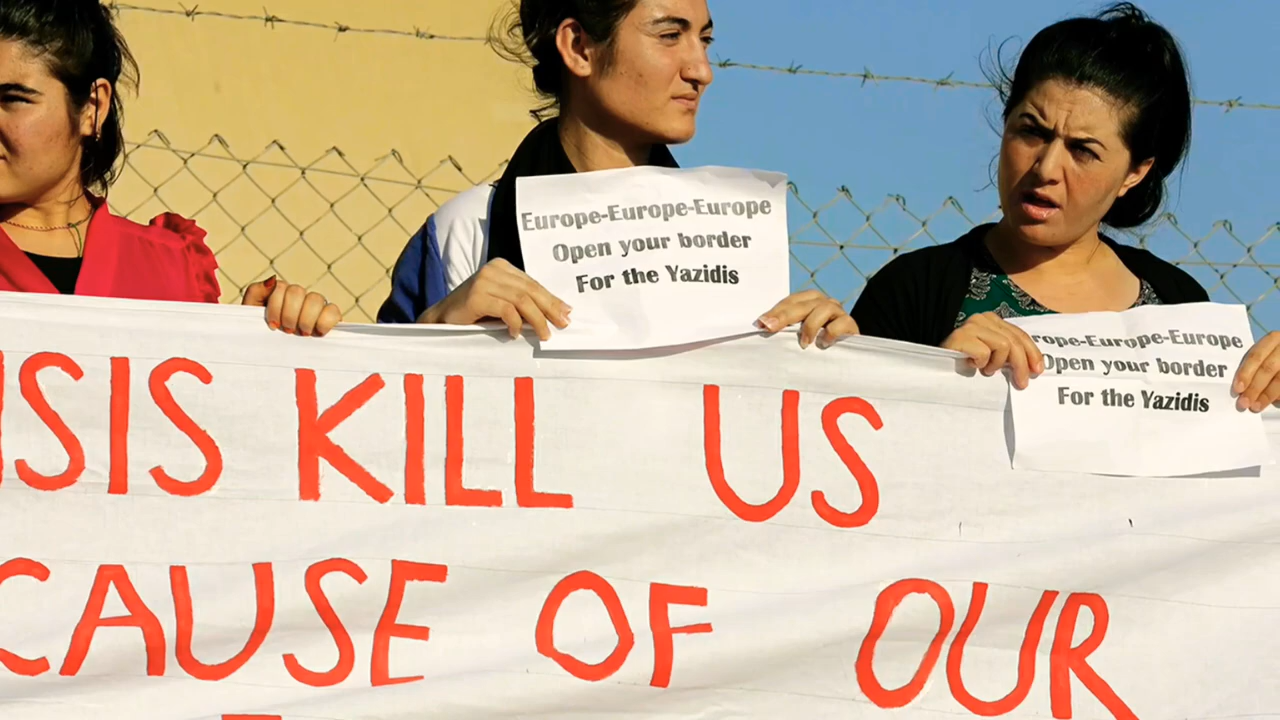 Europe-Europe-Europe
Open your border
For the Yazidis
rope-Europe-Europe
Open your border
For the Yazidis
ISIS KILL US
CAUSE OF OUR